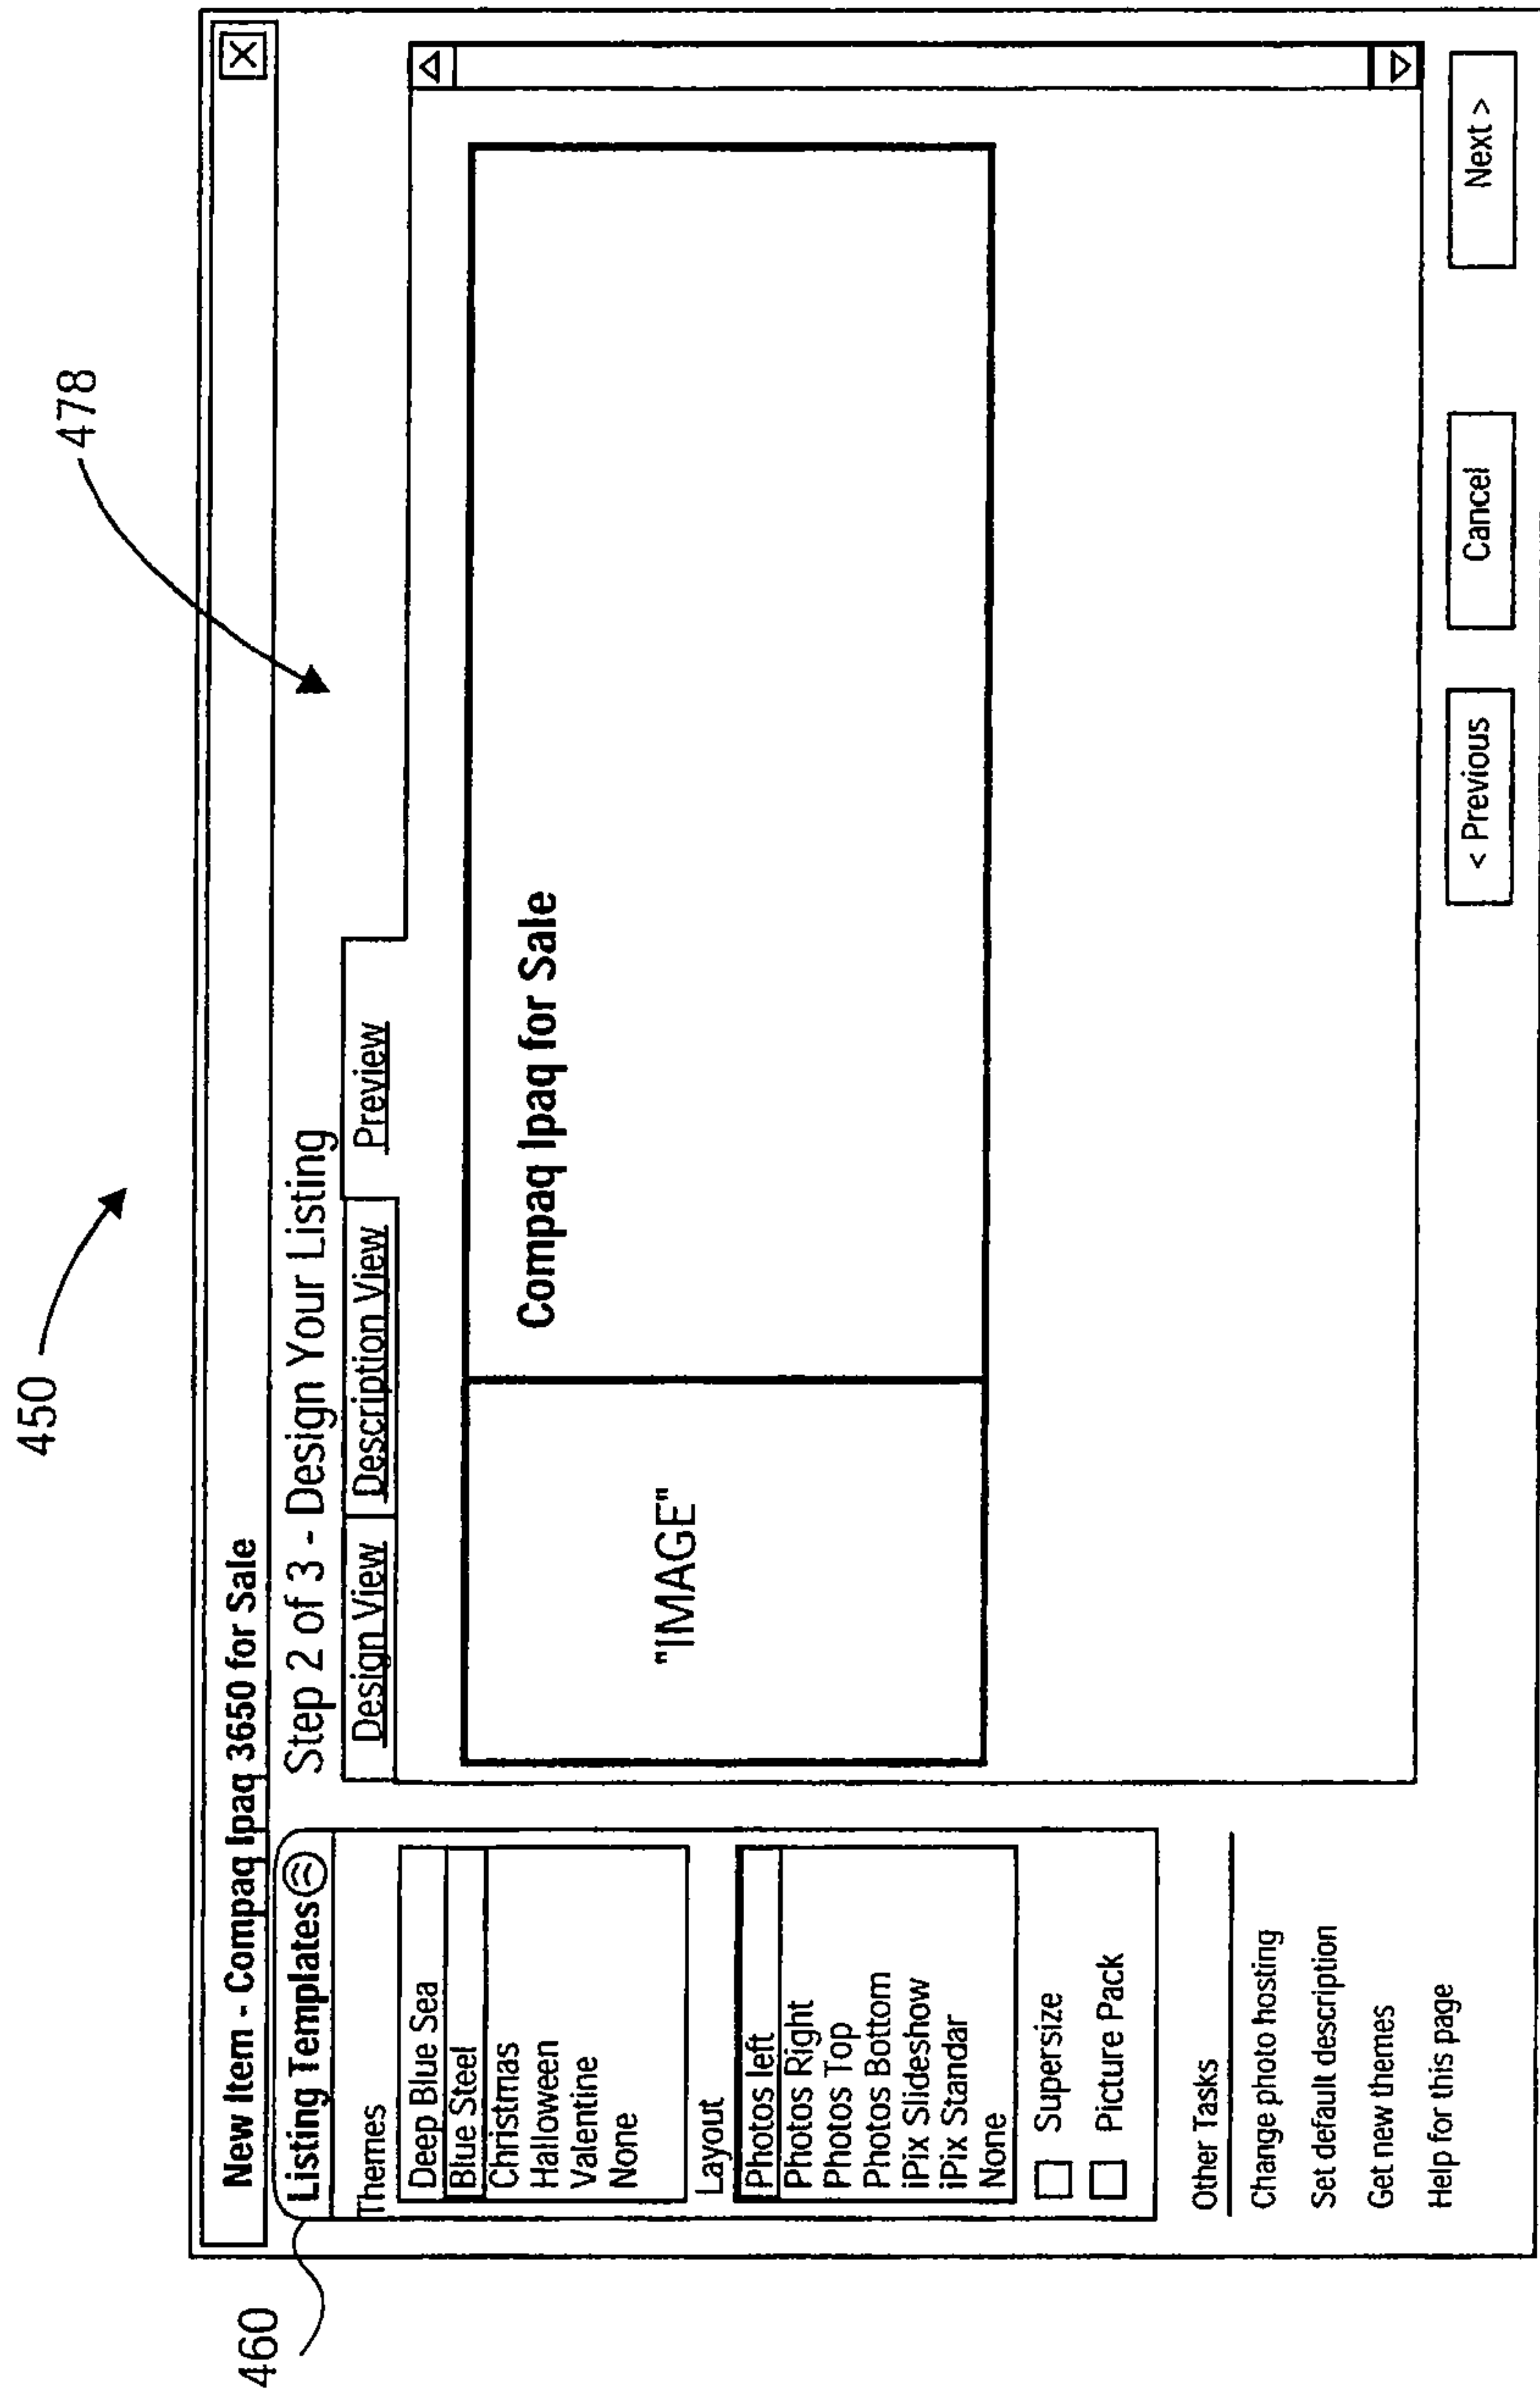 450
478
460
New Item - Compaq Ipaq 3650 for Sale
X
Listing Templates
Themes
Deep Blue Sea
Blue Steel
Christmas
Halloween
Valentine
None
Layout
Photos left
Photos Right
Photos Top
Photos Bottom
iPix Slideshow
iPix Standar
None
Supersize
Picture Pack
Other Tasks
Change photo hosting
Set default description
Get new themes
Help for this page
Step 2 of 3 - Design Your Listing
Design View Description View Preview
"IMAGE"
Compaq Ipaq for Sale
< Previous Cancel Next >